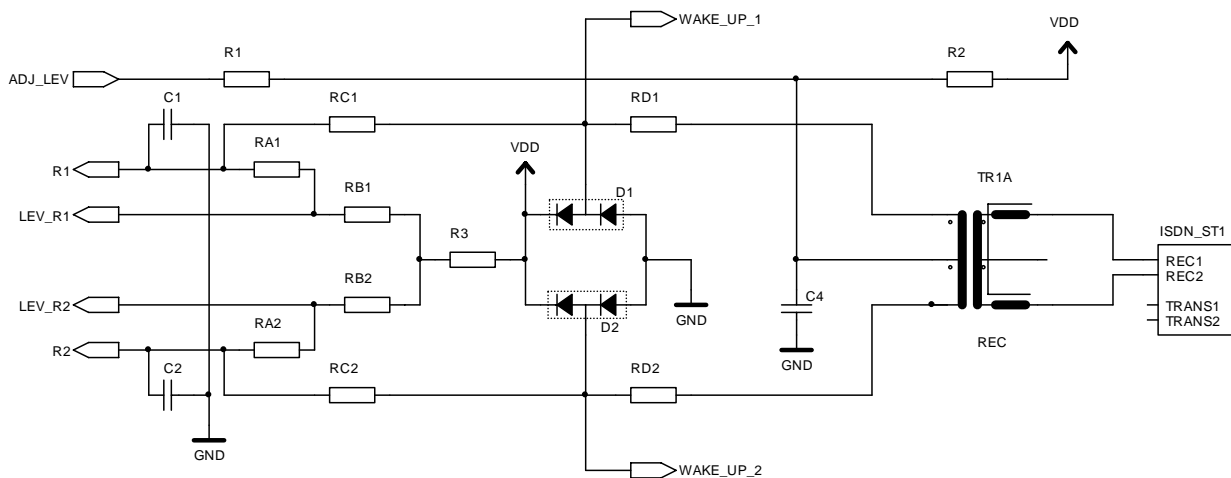 WAKE_UP_1
VDD
R1
R2
ADJ_LEV
C1
RC1
RD1
RA1
VDD
R1
TR1A
RB1
D1
LEV_R1
R3
ISDN_ST1
REC1
REC2
RB2
LEV_R2
GND
TRANS1
TRANS2
C4
RA2
D2
R2
REC
C2
GND
RC2
RD2
GND
WAKE_UP_2